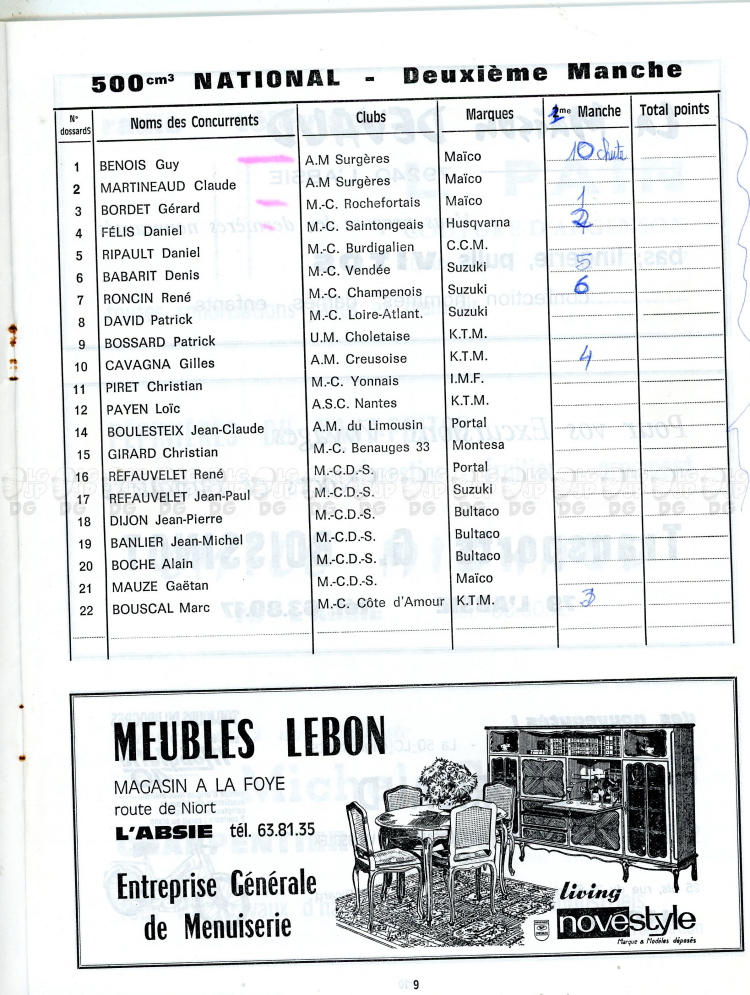 500cm³ NATIONAL - Deuxième Manche
N° dossards Noms des Concurrents Clubs Marques 2me Manche Total points
1 BENOIS Guy A.M Surgères Maïco 10 chute
2 MARTINEAUD Claude A.M Surgères Maïco
3 BORDET Gérard M.-C. Rochefortais Maïco 1
4 FÉLIS Daniel M.-C. Saintongeais Husqvarna 2
5 RIPAULT Daniel M.-C. Burdigalien C.C.M.
6 BABARIT Denis M.-C. Vendée Suzuki 5
7 RONCIN René M.-C. Champenois Suzuki 6
8 DAVID Patrick M.-C. Loire-Atlant. Suzuki
9 BOSSARD Patrick U.M. Choletaise K.T.M.
10 CAVAGNA Gilles A.M. Creusoise K.T.M. 4
11 PIRET Christian M.-C. Yonnais I.M.F.
12 PAYEN Loïc A.S.C. Nantes K.T.M.
14 BOULESTEIX Jean-Claude A.M. du Limousin Portal
15 GIRARD Christian M.-C. Benauges 33 Montesa
16 REFAUVELET René M.-C.D.-S. Portal
17 REFAUVELET Jean-Paul M.-C.D.-S. Suzuki
18 DIJON Jean-Pierre M.-C.D.-S. Bultaco
19 BANLIER Jean-Michel M.-C.D.-S. Bultaco
20 BOCHE Alain M.-C.D.-S. Bultaco
21 MAUZE Gaëtan M.-C.D.-S. Maïco
22 BOUSCAL Marc M.-C. Côte d'Amour K.T.M. 3
MEUBLES LEBON
MAGASIN A LA FOYE
route de Niort
L'ABSIE tél. 63.81.35
Entreprise Générale
de Menuiserie
living
novestyle
Marque & Modèles déposés
9